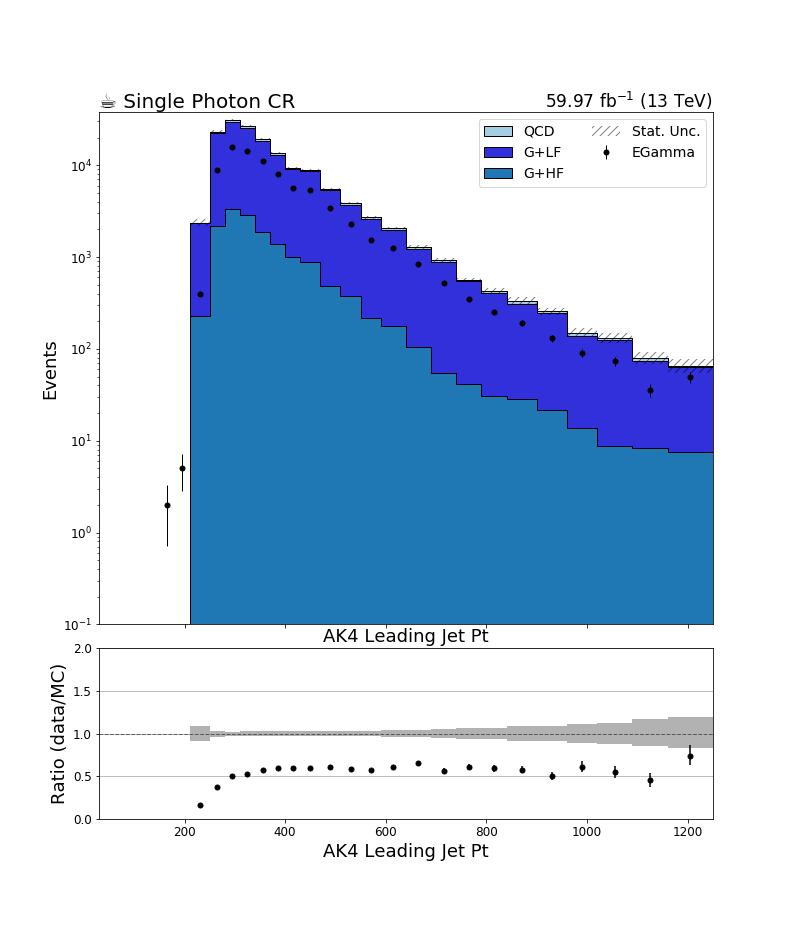 ☕ Single Photon CR
59.97 fb⁻¹ (13 TeV)
QCD
G+LF
G+HF
Stat. Unc.
EGamma
Events
10⁴
10³
10²
10¹
10⁰
10⁻¹
AK4 Leading Jet Pt
Ratio (data/MC)
2.0
1.5
1.0
0.5
0.0
200 400 600 800 1000 1200
AK4 Leading Jet Pt